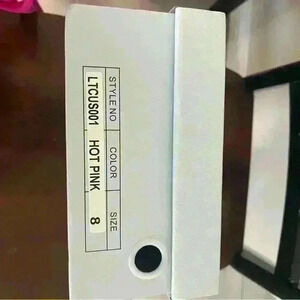 STYLE NO COLOR SIZE
LTCUS001 HOT PINK 8